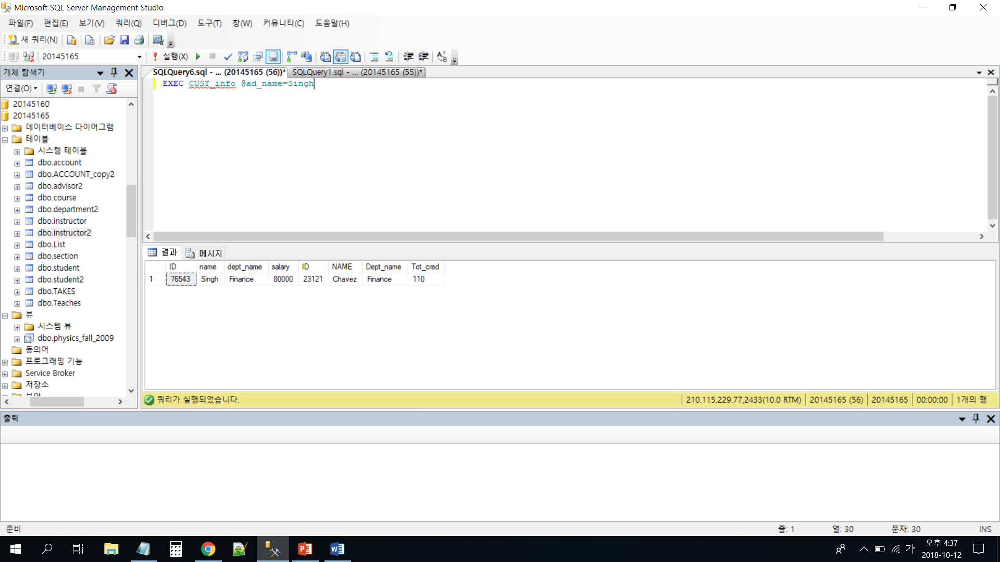 Microsoft SQL Server Management Studio
파일(F) 편집(E) 보기(V) 쿼리(Q) 디버그(D) 도구(T) 창(W) 커뮤니티(C) 도움말(H)
새 쿼리(N)
20145165 실행(X)
개체 탐색기
SQLQuery6.sql - ... (20145165 (56))* SQLQuery1.sql - ... (20145165 (55))*
EXEC CUST_info @ad_name=Singh
연결(O)
20145160
20145165
데이터베이스 다이어그램
테이블
시스템 테이블
dbo.account
dbo.ACCOUNT_copy2
dbo.advisor2
dbo.course
dbo.department2
dbo.instructor
dbo.instructor2
dbo.List
dbo.section
dbo.student
dbo.student2
dbo.TAKES
dbo.Teaches
뷰
시스템 뷰
dbo.physics_fall_2009
동의어
프로그래밍 기능
Service Broker
저장소
보안
결과 메시지
ID name dept_name salary ID NAME Dept_name Tot_cred
1 76543 Singh Finance 80000 23121 Chavez Finance 110
쿼리가 실행되었습니다. 210.115.229.77,2433(10.0 RTM) 20145165 (56) 20145165 00:00:00 1개의 행
출력
준비 줄: 1 열: 30 문자: 30 INS
가 오후 4:37
2018-10-12